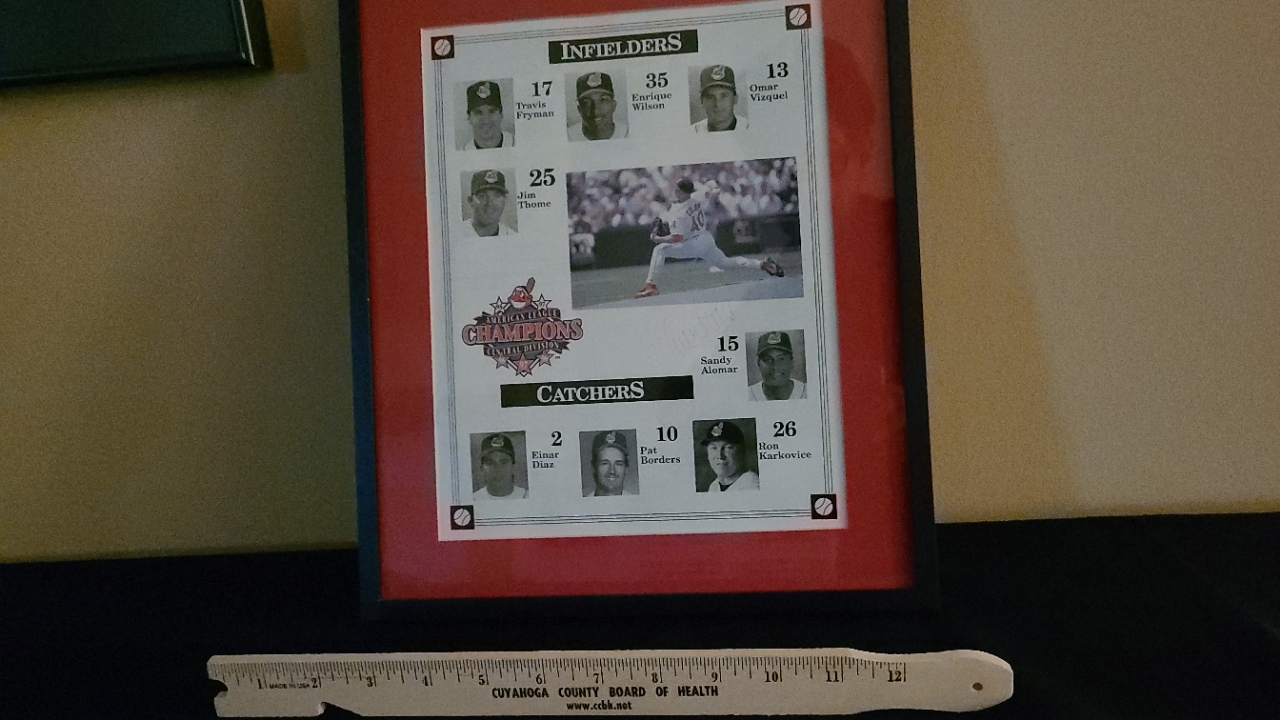 INFIELDERS
17
Travis
Fryman
35
Enrique
Wilson
13
Omar
Vizquel
25
Jim
Thome
40
AMERICAN LEAGUE
CHAMPIONS
CENTRAL DIVISION
15
Sandy
Alomar
CATCHERS
2
Einar
Diaz
10
Pat
Borders
26
Ron
Karkovice
1 MADE IN USA 2 3 4 5 6 7 8 9 10 11 12
CUYAHOGA COUNTY BOARD OF HEALTH
www.ccbh.net